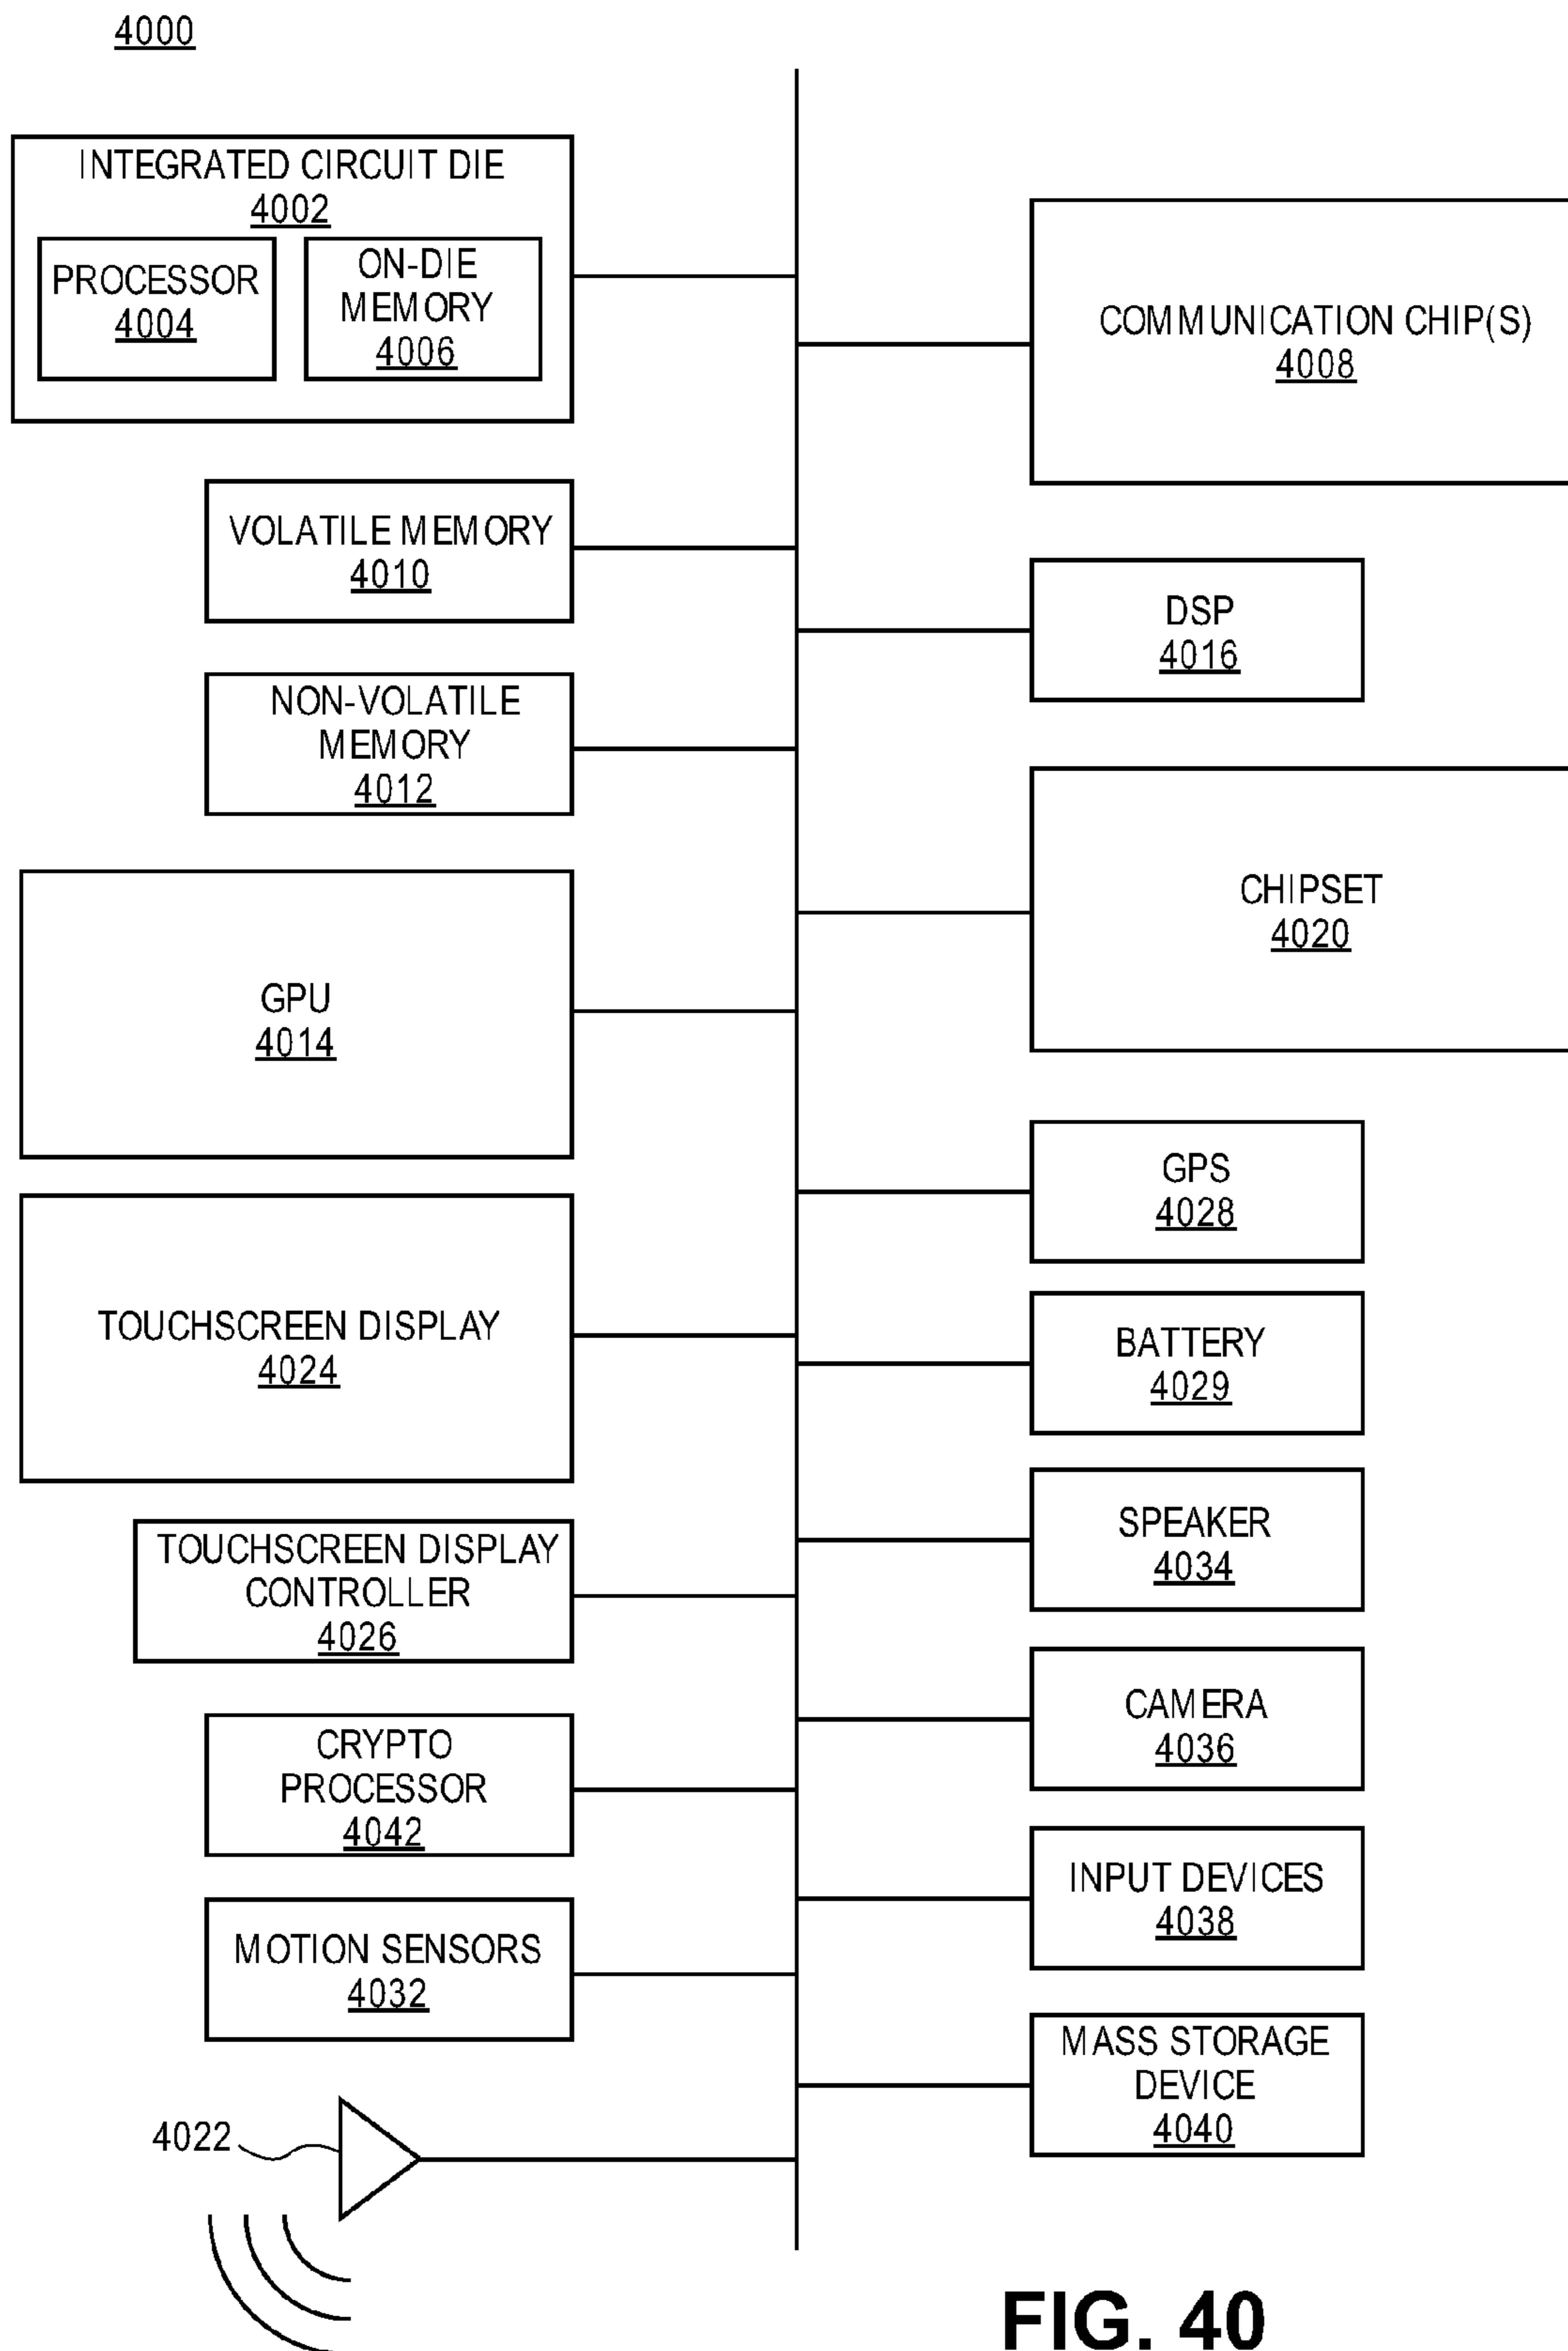 4000
INTEGRATED CIRCUIT DIE
4002
PROCESSOR
4004
ON-DIE
MEMORY
4006
VOLATILE MEMORY
4010
NON-VOLATILE
MEMORY
4012
GPU
4014
TOUCHSCREEN DISPLAY
4024
TOUCHSCREEN DISPLAY
CONTROLLER
4026
CRYPTO
PROCESSOR
4042
MOTION SENSORS
4032
4022
COMMUNICATION CHIP(S)
4008
DSP
4016
CHIPSET
4020
GPS
4028
BATTERY
4029
SPEAKER
4034
CAMERA
4036
INPUT DEVICES
4038
MASS STORAGE
DEVICE
4040
FIG. 40